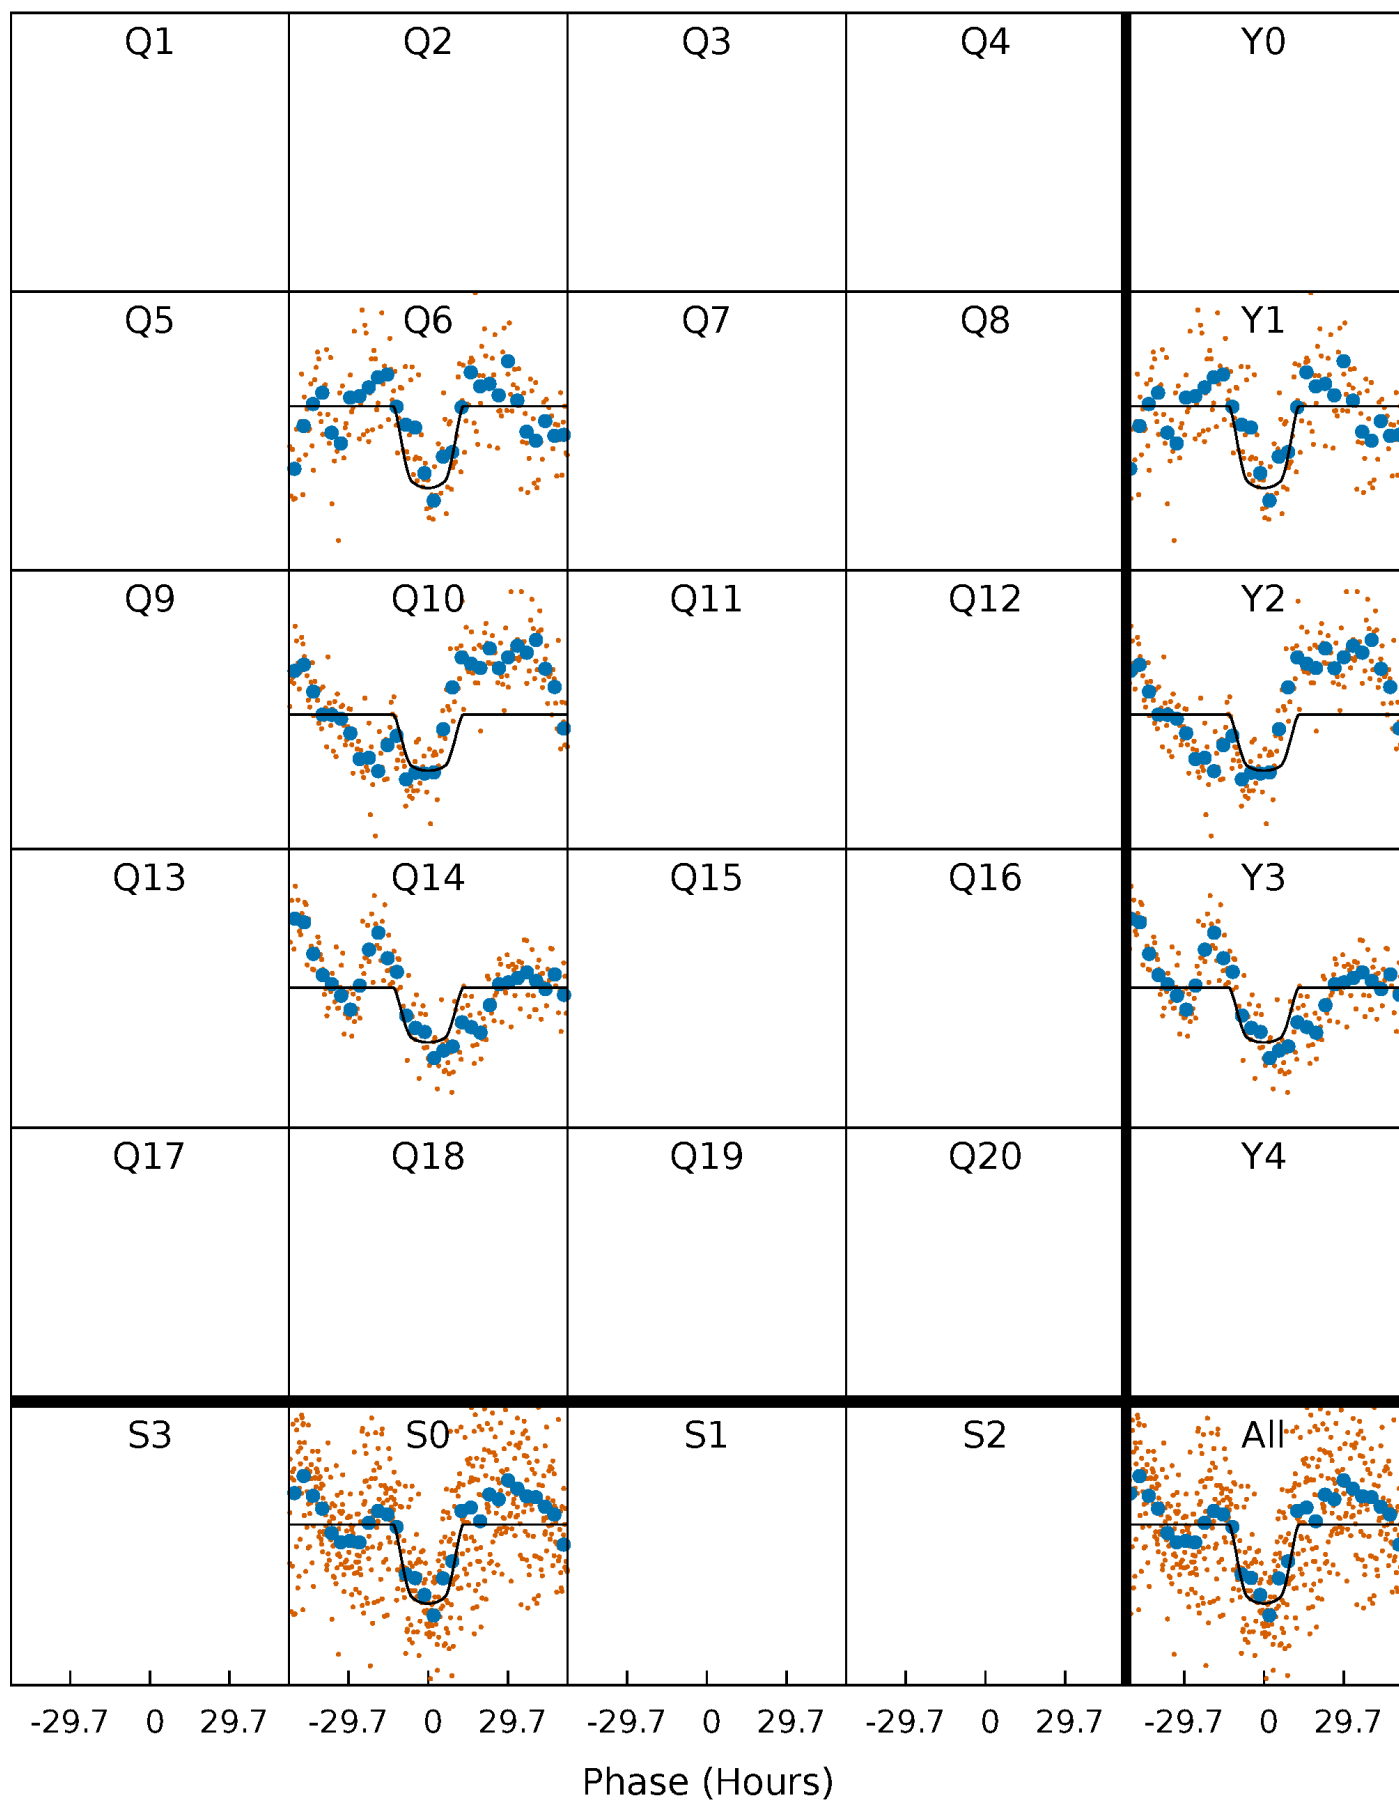 Q1 Q2 Q3 Q4 Y0
Q5 Q6 Q7 Q8 Y1
Q9 Q10 Q11 Q12 Y2
Q13 Q14 Q15 Q16 Y3
Q17 Q18 Q19 Q20 Y4
S3 S0 S1 S2 All
-29.7 0 29.7 -29.7 0 29.7 -29.7 0 29.7 -29.7 0 29.7 -29.7 0 29.7
Phase (Hours)